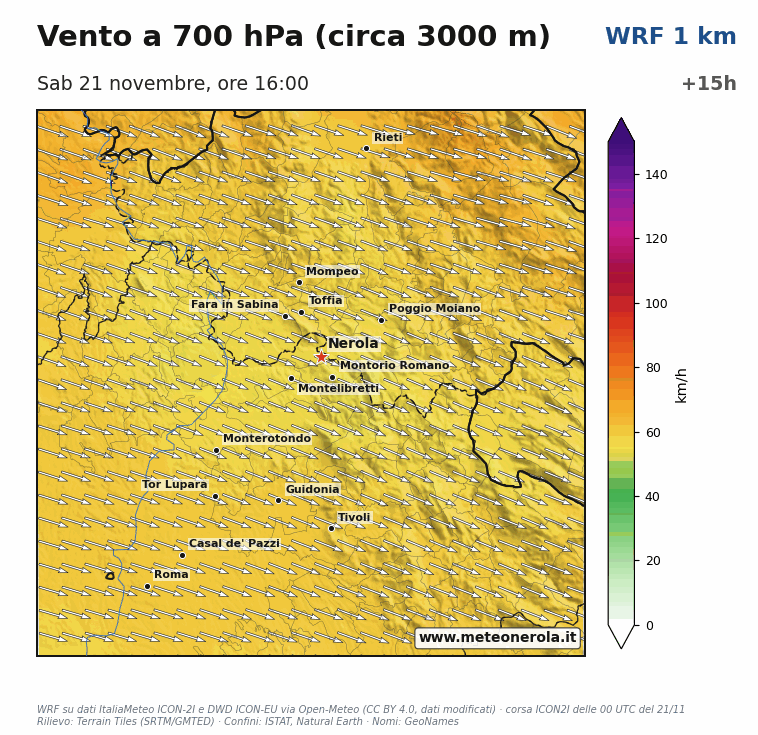 Vento a 700 hPa (circa 3000 m)
WRF 1 km
Sab 21 novembre, ore 16:00
+15h
Rieti
Mompeo
Fara in Sabina
Toffia
Poggio Moiano
Nerola
Montorio Romano
Montelibretti
Monterotondo
Tor Lupara
Guidonia
Tivoli
Casal de' Pazzi
Roma
www.meteonerola.it
140
120
100
80
60
40
20
0
km/h
WRF su dati ItaliaMeteo ICON-2I e DWD ICON-EU via Open-Meteo (CC BY 4.0, dati modificati) · corsa ICON2I delle 00 UTC del 21/11
Rilievo: Terrain Tiles (SRTM/GMTED) · Confini: ISTAT, Natural Earth · Nomi: GeoNames